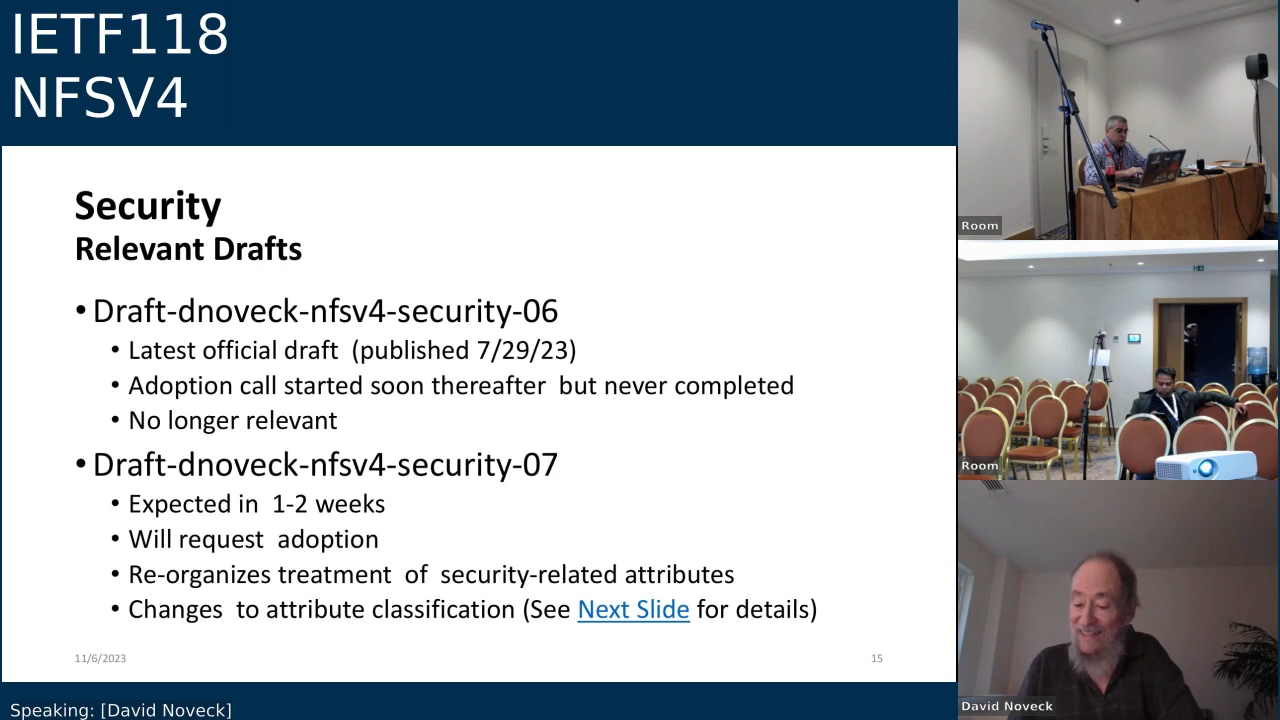 IETF118
NFSV4
Security
Relevant Drafts
• Draft-dnoveck-nfsv4-security-06
• Latest official draft (published 7/29/23)
• Adoption call started soon thereafter but never completed
• No longer relevant
• Draft-dnoveck-nfsv4-security-07
• Expected in 1-2 weeks
• Will request adoption
• Re-organizes treatment of security-related attributes
• Changes to attribute classification (See Next Slide for details)
11/6/2023
15
Speaking: [David Noveck]
Room
Room
David Noveck